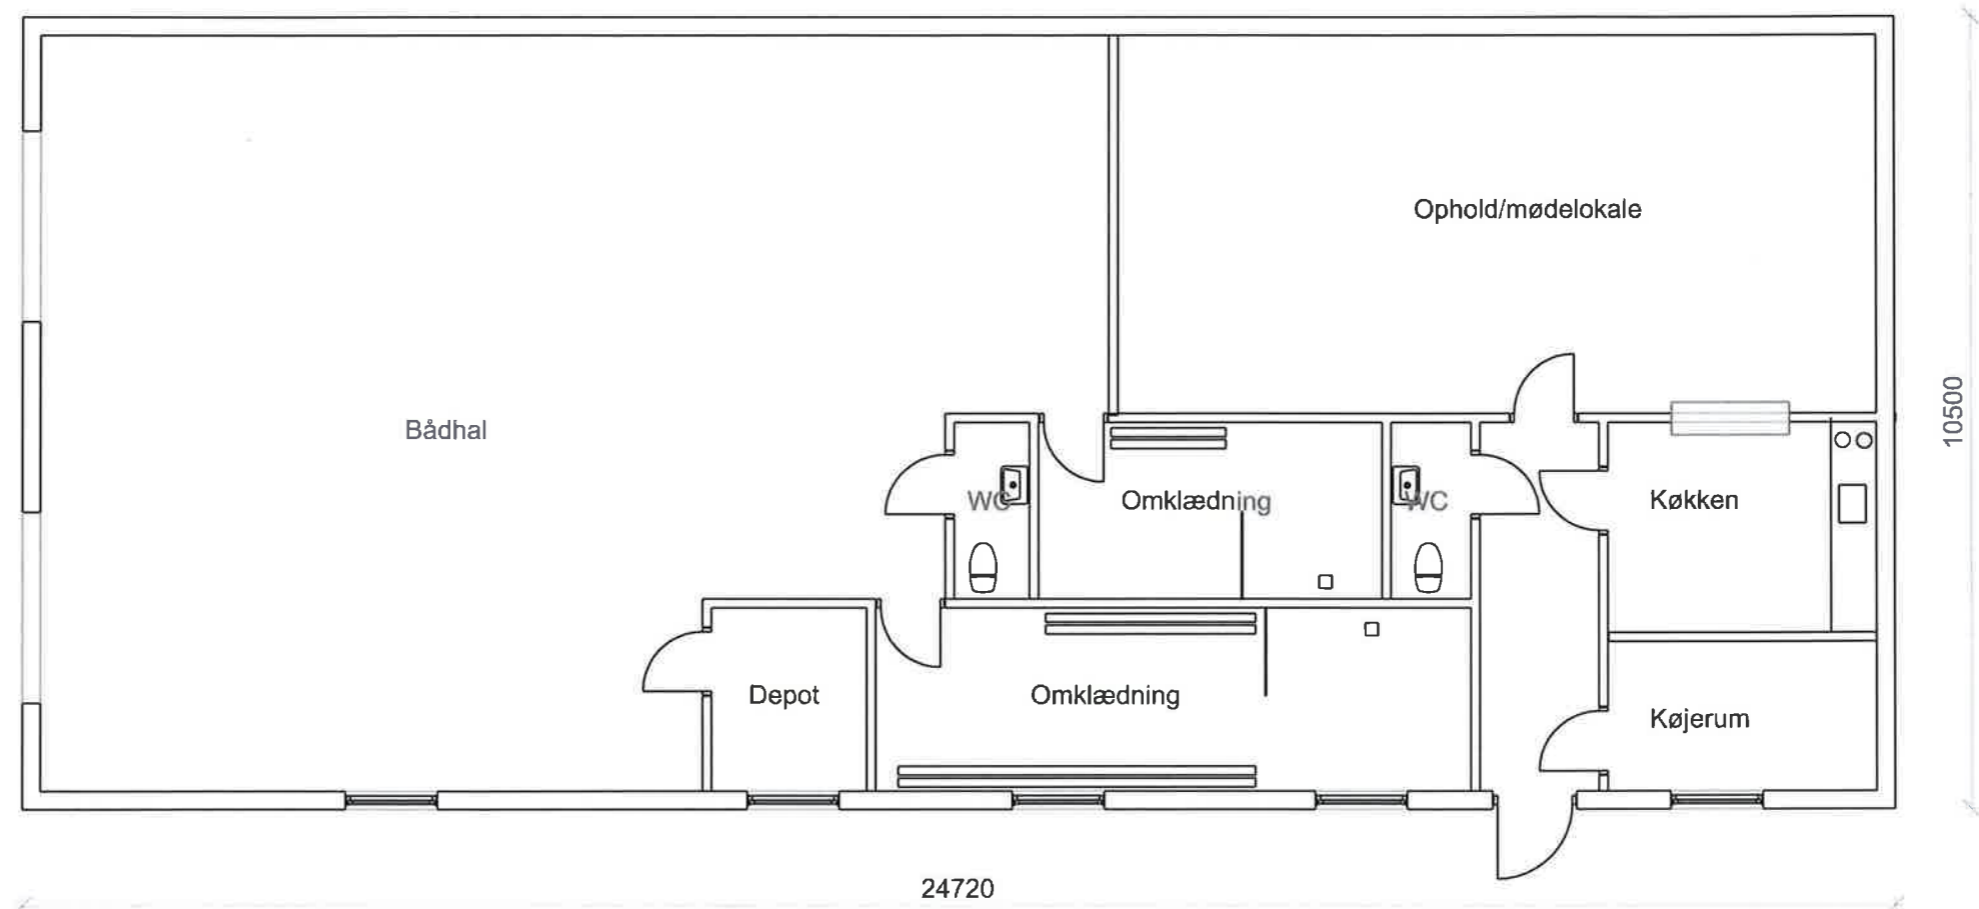 Ophold/mødelokale
10500
Bådhal
WC
Omklædning
WC
Køkken
Depot
Omklædning
Køjerum
24720